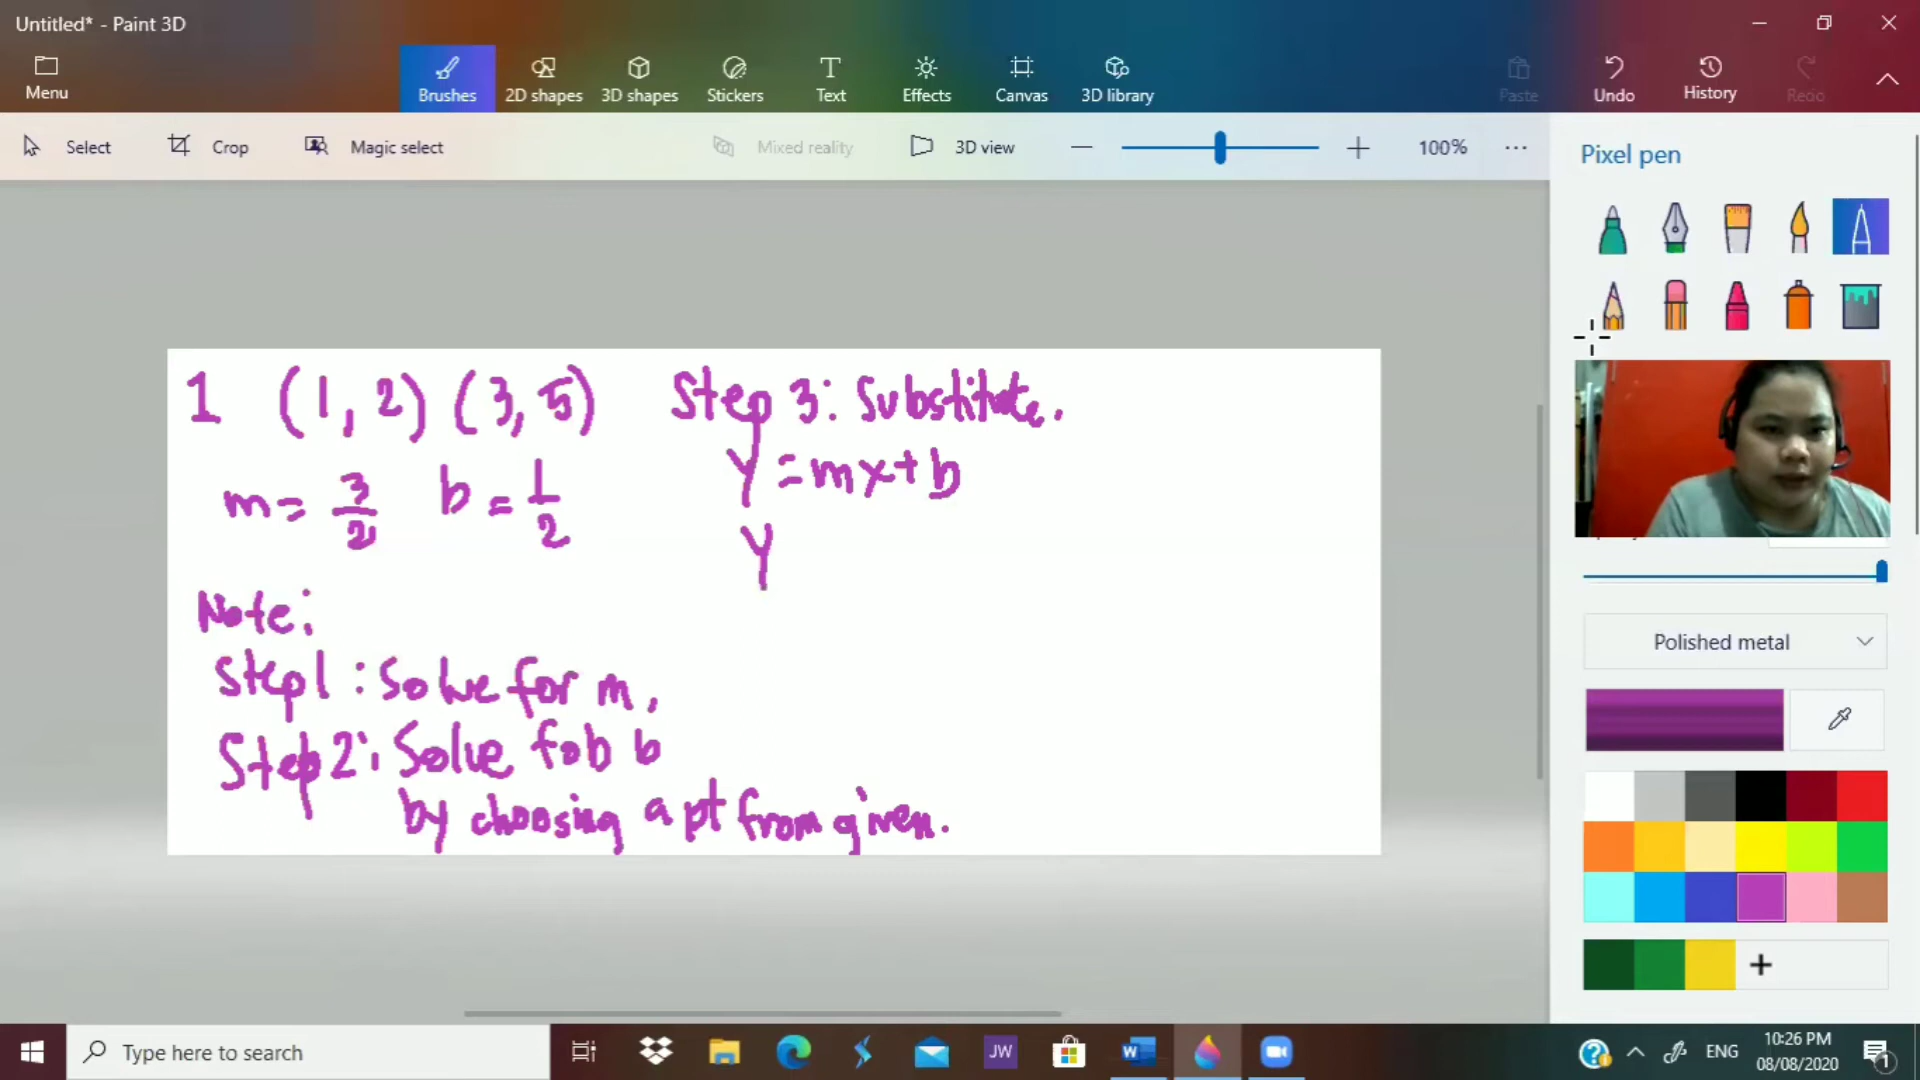 Untitled* - Paint 3D
Menu
Brushes
2D shapes
3D shapes
Stickers
Text
Effects
Canvas
3D library
Paste
Undo
History
Redo
Select
Crop
Magic select
Mixed reality
3D view
100%
Pixel pen
1 (1, 2) (3, 5)
m = 3/2 b = 1/2
Note:
Step1 : Solve for m.
Step2: Solve fob b
by choosing a pt from given.
Step 3: Substitute.
Y = mx+b
Y
Polished metal
+
Type here to search
JW
ENG
10:26 PM
08/08/2020
1